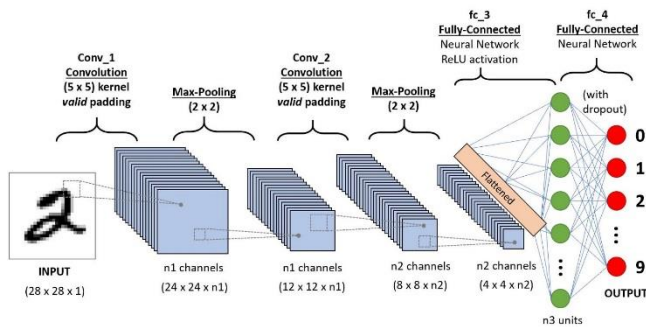 fc_3
Fully-Connected
Neural Network
ReLU activation
fc_4
Fully-Connected
Neural Network
Conv_1
Convolution
(5 x 5) kernel
valid padding
Max-Pooling
(2 x 2)
Conv_2
Convolution
(5 x 5) kernel
valid padding
Max-Pooling
(2 x 2)
(with
dropout)
Flattened
0
1
2
9
2
INPUT
(28 x 28 x 1)
n1 channels
(24 x 24 x n1)
n1 channels
(12 x 12 x n1)
n2 channels
(8 x 8 x n2)
n2 channels
(4 x 4 x n2)
OUTPUT
n3 units